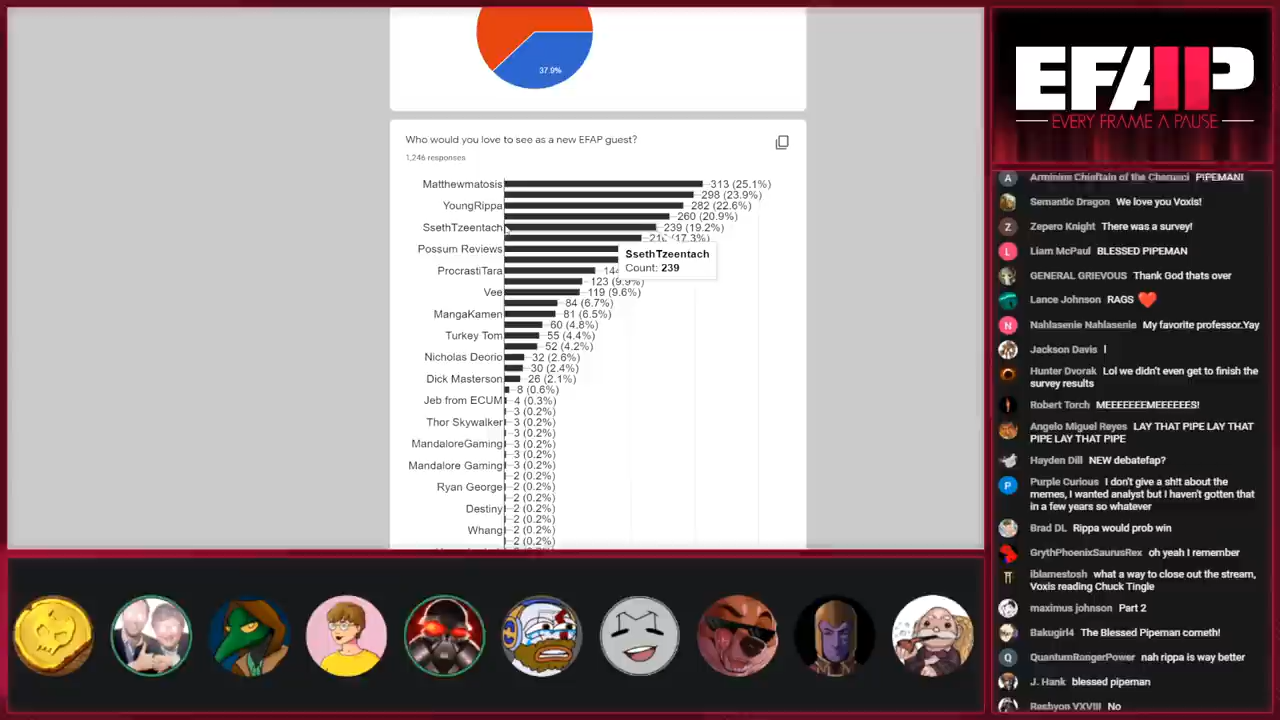 37.9%
Who would you love to see as a new EFAP guest?
1,246 responses
Matthewmatosis 313 (25.1%)
298 (23.9%)
YoungRippa 282 (22.6%)
260 (20.9%)
SsethTzeentach 239 (19.2%)
(17.3%)
Possum Reviews
SsethTzeentach
Count: 239
ProcrastiTara 144
123 (9.9%)
Vee 119 (9.6%)
84 (6.7%)
MangaKamen 81 (6.5%)
60 (4.8%)
Turkey Tom 55 (4.4%)
52 (4.2%)
Nicholas Deorio 32 (2.6%)
30 (2.4%)
Dick Masterson 26 (2.1%)
8 (0.6%)
Jeb from ECUM 4 (0.3%)
3 (0.2%)
Thor Skywalker 3 (0.2%)
3 (0.2%)
MandaloreGaming 3 (0.2%)
3 (0.2%)
Mandalore Gaming 3 (0.2%)
2 (0.2%)
Ryan George 2 (0.2%)
2 (0.2%)
Destiny 2 (0.2%)
2 (0.2%)
Whang 2 (0.2%)
2 (0.2%)
EFAP
EVERY FRAME A PAUSE
A Arminius Chieftain of the Cherusci PIPEMAN!
Semantic Dragon We love you Voxis!
Z Zepero Knight There was a survey!
L Liam McPaul BLESSED PIPEMAN
GENERAL GRIEVOUS Thank God thats over
Lance Johnson RAGS ❤️
N Nahlasenie Nahlasenie My favorite professor.Yay
Jackson Davis I
Hunter Dvorak Lol we didn't even get to finish the
survey results
Robert Torch MEEEEEEMEEEEEES!
Angelo Miguel Reyes LAY THAT PIPE LAY THAT
PIPE LAY THAT PIPE
Hayden Dill NEW debatefap?
P Purple Curious I don't give a sh!t about the
memes, I wanted analyst but I haven't gotten that
in a few years so whatever
Brad DL Rippa would prob win
GrythPhoenixSaurusRex oh yeah I remember
iblamestosh what a way to close out the stream,
Voxis reading Chuck Tingle
maximus johnson Part 2
Bakugirl4 The Blessed Pipeman cometh!
Q QuantumRangerPower nah rippa is way better
J. Hank blessed pipeman
Reshyon XVIII No